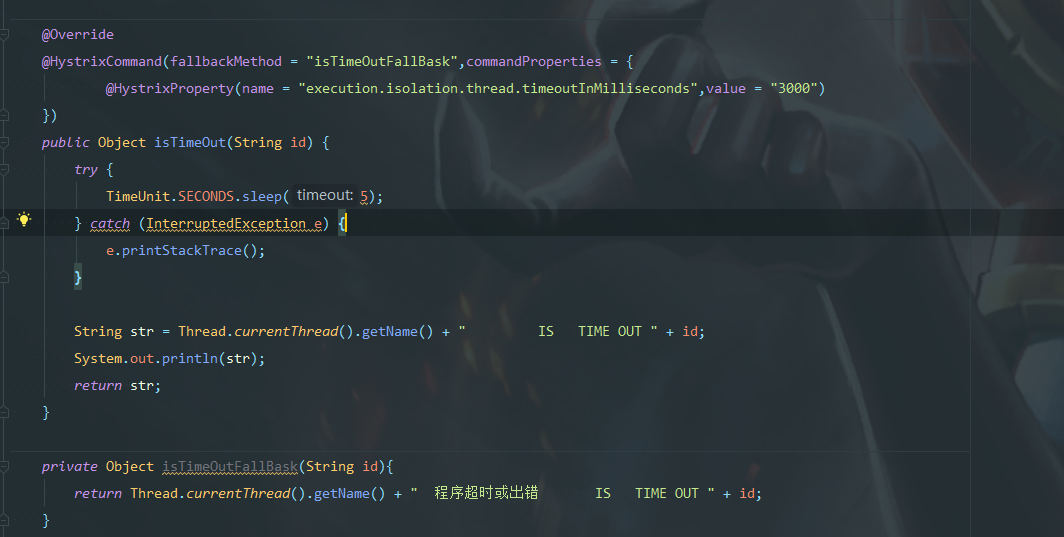 @Override
@HystrixCommand(fallbackMethod = "isTimeOutFallBask",commandProperties = {
@HystrixProperty(name = "execution.isolation.thread.timeoutInMilliseconds",value = "3000")
})
public Object isTimeOut(String id) {
try {
TimeUnit.SECONDS.sleep( timeout: 5);
} catch (InterruptedException e) {
e.printStackTrace();
}
String str = Thread.currentThread().getName() + "         IS   TIME OUT " + id;
System.out.println(str);
return str;
}
private Object isTimeOutFallBask(String id){
return Thread.currentThread().getName() + "  程序超时或出错       IS   TIME OUT " + id;
}